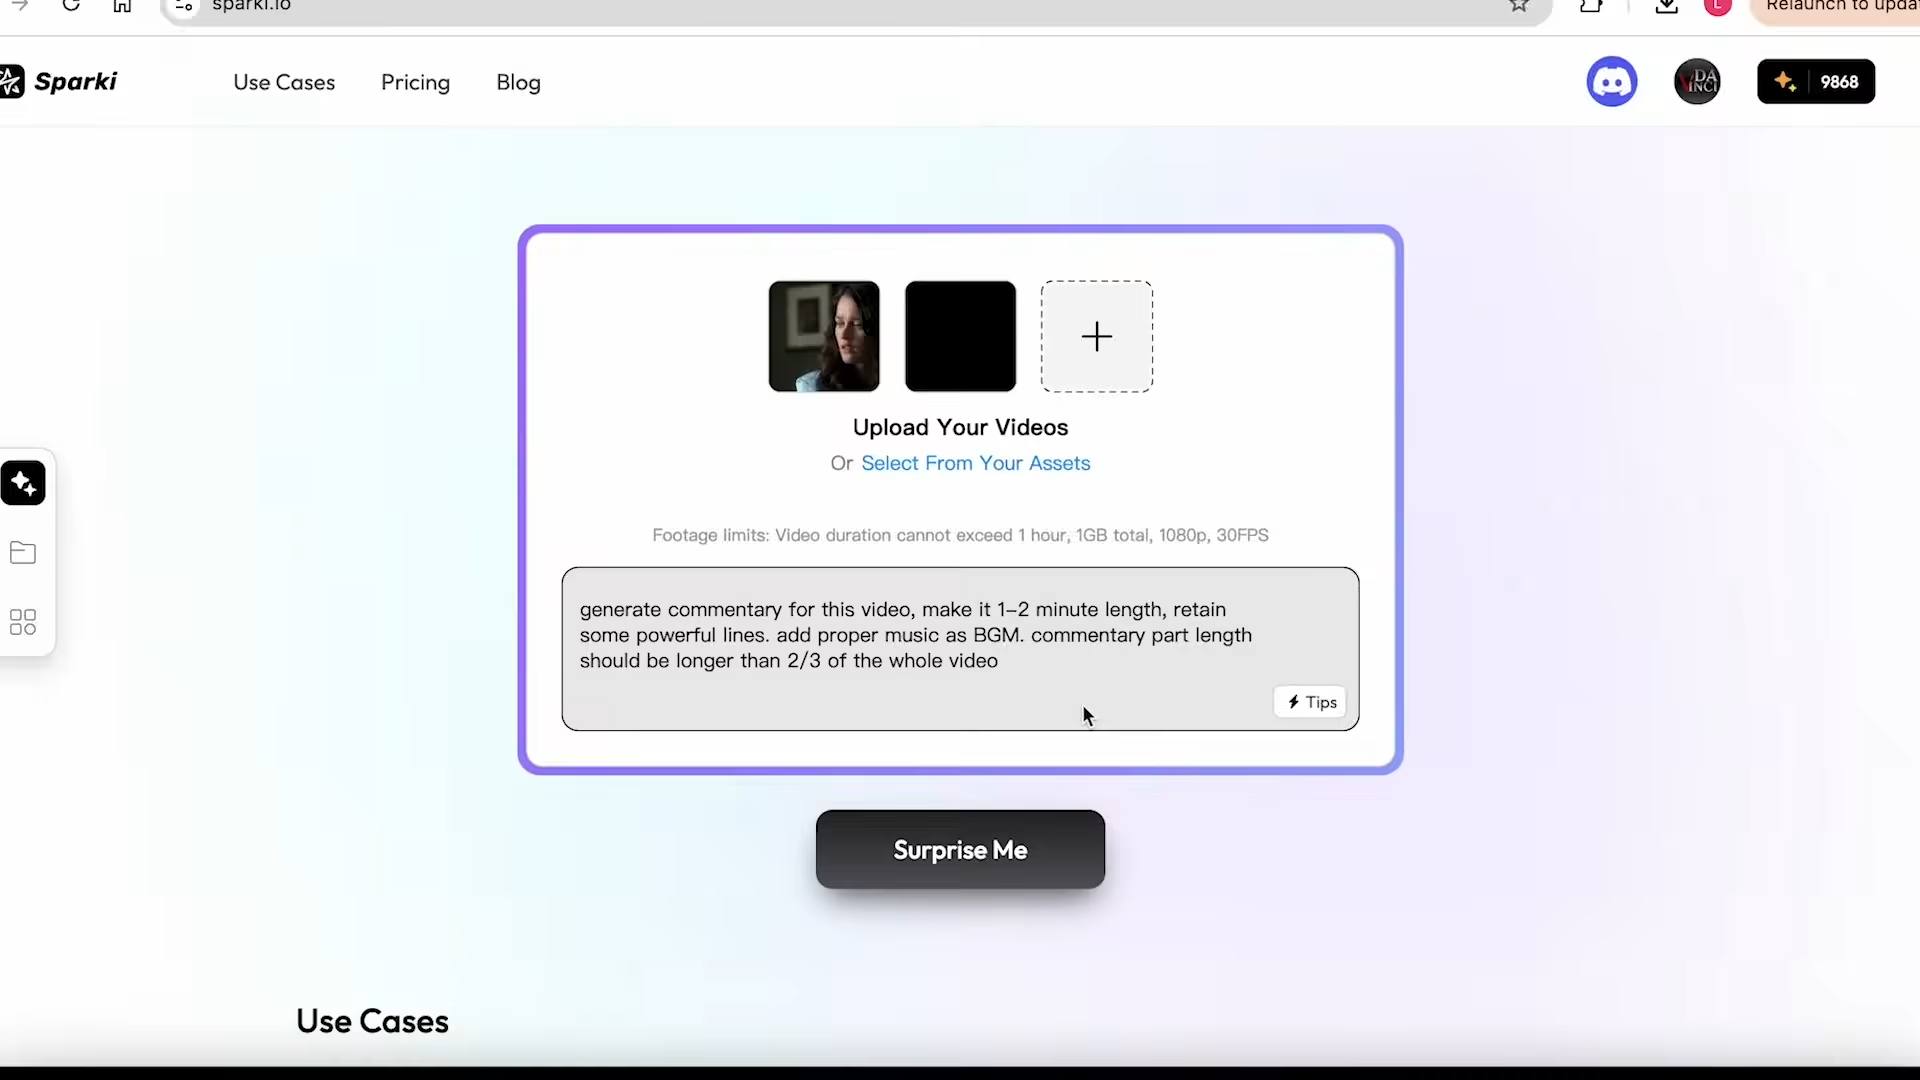 sparki.io
Relaunch to updat
Sparki
Use Cases
Pricing
Blog
DA
VINCI
9868
Upload Your Videos
Or Select From Your Assets
Footage limits: Video duration cannot exceed 1 hour, 1GB total, 1080p, 30FPS
generate commentary for this video, make it 1–2 minute length, retain
some powerful lines. add proper music as BGM. commentary part length
should be longer than 2/3 of the whole video
Tips
Surprise Me
Use Cases